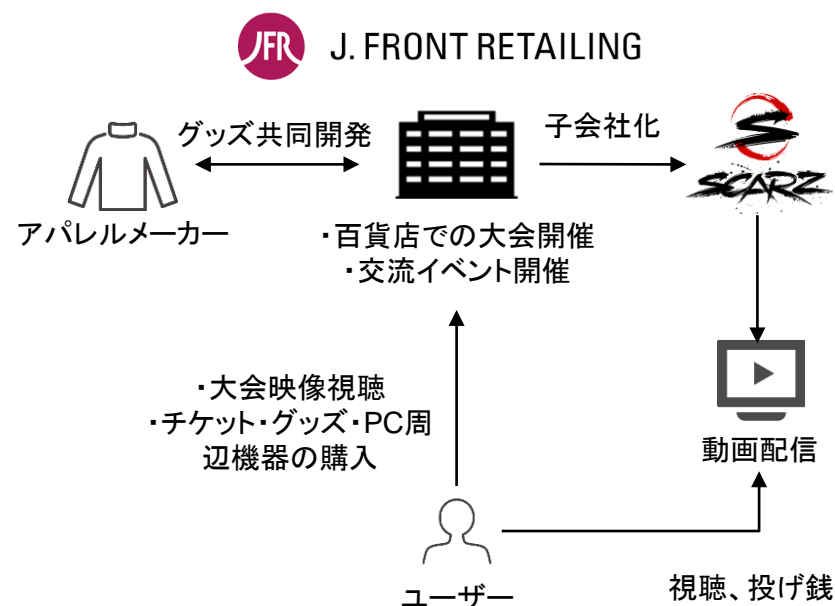 JFR J. FRONT RETAILING
グッズ共同開発
子会社化
S
SCARZ
アパレルメーカー
・百貨店での大会開催
・交流イベント開催
・大会映像視聴
・チケット・グッズ・PC周
辺機器の購入
動画配信
ユーザー
視聴、投げ銭